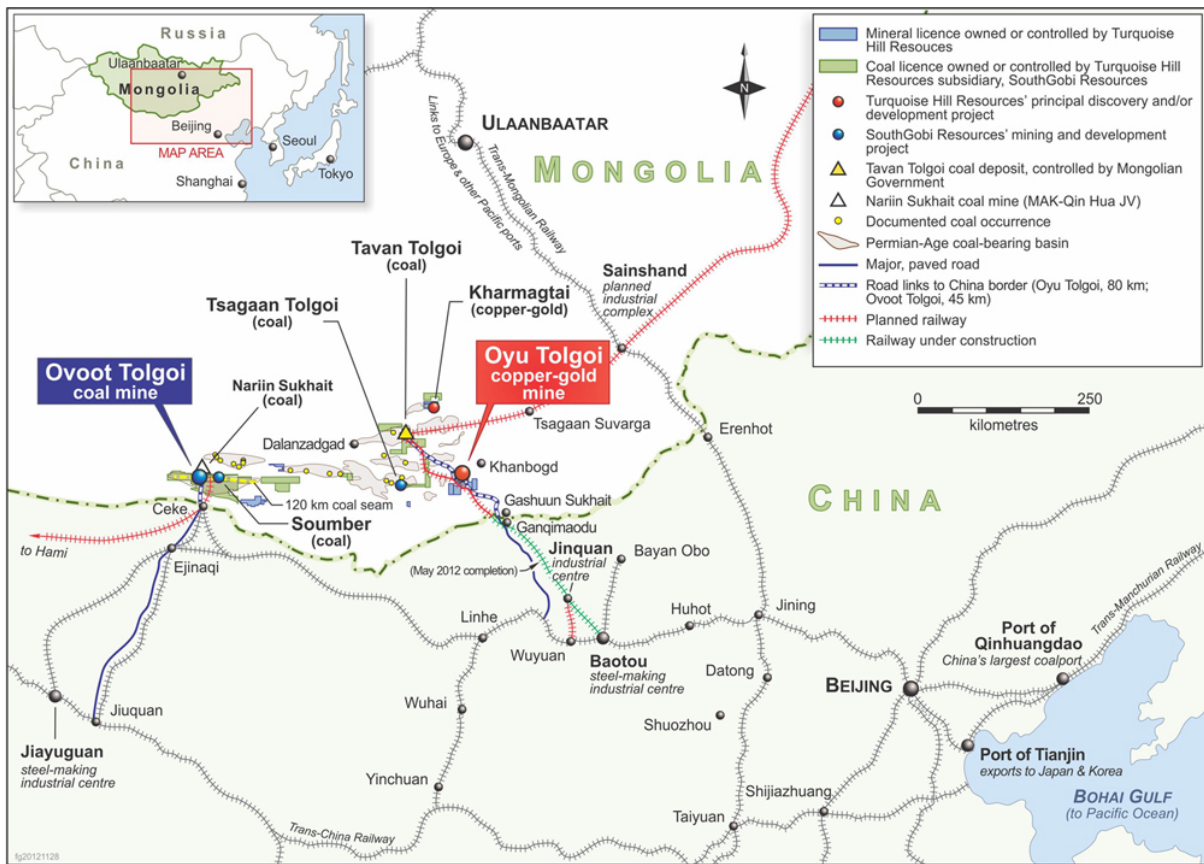 Russia
Ulaanbaatar
Mongolia
Beijing
MAP AREA
Seoul
China
Tokyo
Shanghai
Mineral licence owned or controlled by Turquoise
Hill Resouces
Coal licence owned or controlled by Turquoise Hill
Resources subsidiary, SouthGobi Resources
Turquoise Hill Resources' principal discovery and/or
development project
SouthGobi Resources' mining and development
project
Tavan Tolgoi coal deposit, controlled by Mongolian
Government
Nariin Sukhait coal mine (MAK-Qin Hua JV)
Documented coal occurrence
Permian-Age coal-bearing basin
Major, paved road
Road links to China border (Oyu Tolgoi, 80 km;
Ovoot Tolgoi, 45 km)
Planned railway
Railway under construction
N
0
250
kilometres
ULAANBAATAR
MONGOLIA
Links to Europe & other Pacific ports
Trans-Mongolian Railway
Tavan Tolgoi
(coal)
Sainshand
planned
industrial
complex
Kharmagtai
(copper-gold)
Tsagaan Tolgoi
(coal)
Ovoot Tolgoi
coal mine
Nariin Sukhait
(coal)
Oyu Tolgoi
copper-gold
mine
Tsagaan Suvarga
Dalanzadgad
Erenhot
Khanbogd
120 km coal seam
Gashuun Sukhait
CHINA
Ceke
Soumber
(coal)
Ganqimaodu
to Hami
Ejinaqi
(May 2012 completion)
Jinquan
industrial
centre
Bayan Obo
Linhe
Huhot
Jining
Wuyuan
Baotou
steel-making
industrial centre
Datong
Port of
Qinhuangdao
China's largest coalport
Trans-Manchurian Railway
BEIJING
Wuhai
Shuozhou
Jiuquan
Jiayuguan
steel-making
industrial centre
Port of Tianjin
exports to Japan & Korea
Yinchuan
Shijiazhuang
BOHAI GULF
(to Pacific Ocean)
Taiyuan
Trans-China Railway
fg20121128